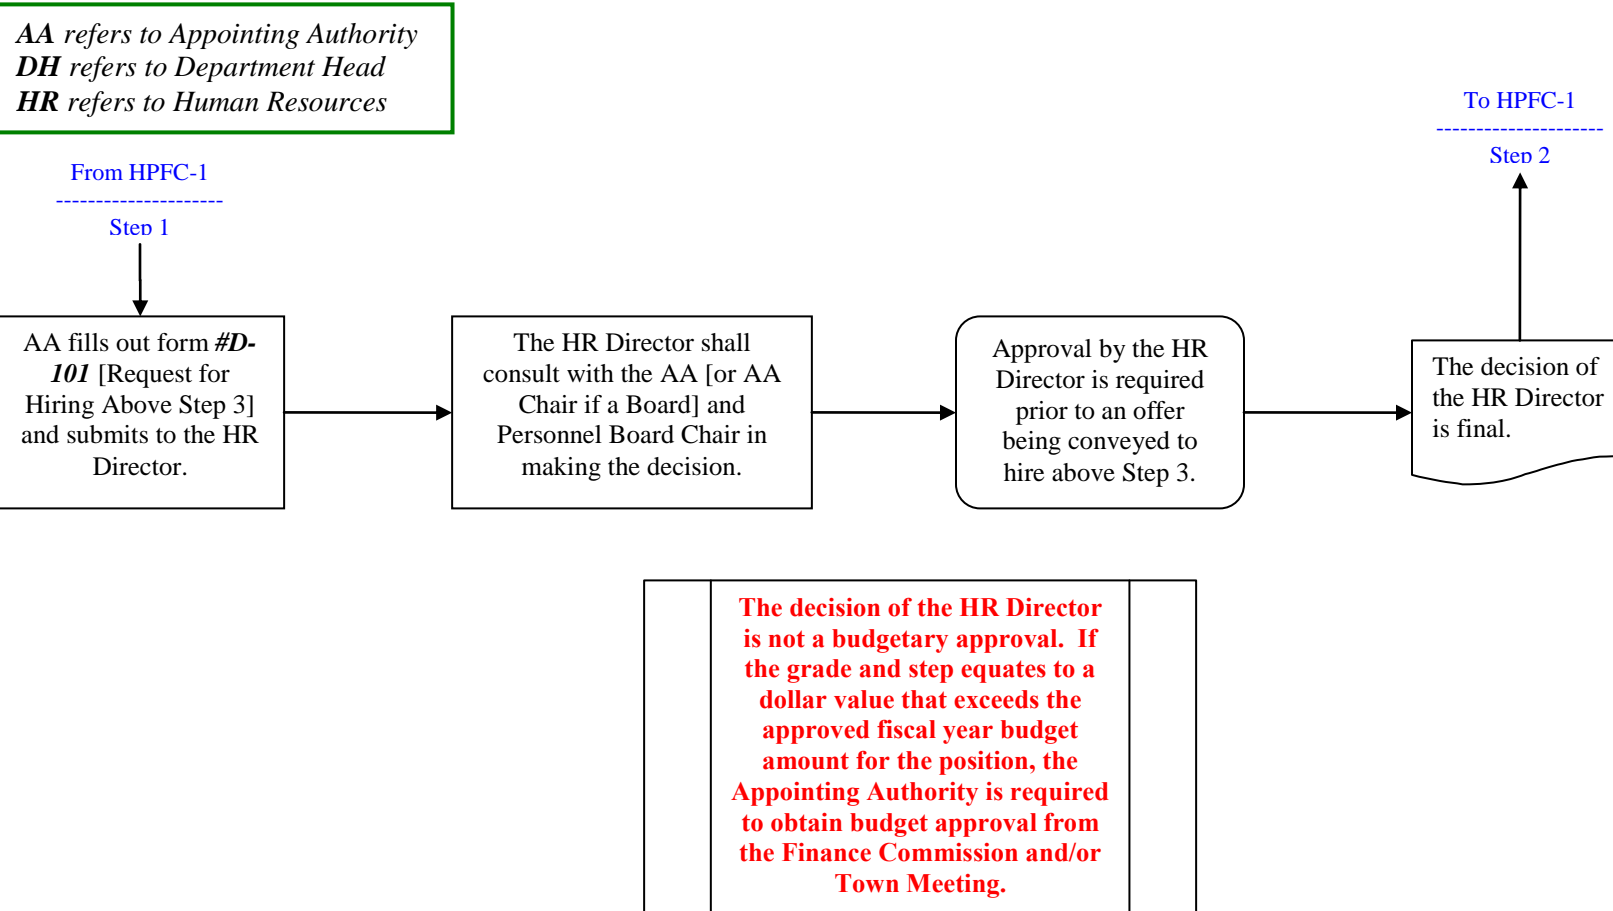 AA refers to Appointing Authority
DH refers to Department Head
HR refers to Human Resources
To HPFC-1
---------------------
Step 2
From HPFC-1
---------------------
Step 1
AA fills out form #D-
101 [Request for
Hiring Above Step 3]
and submits to the HR
Director.
The HR Director shall
consult with the AA [or AA
Chair if a Board] and
Personnel Board Chair in
making the decision.
Approval by the HR
Director is required
prior to an offer
being conveyed to
hire above Step 3.
The decision of
the HR Director
is final.
The decision of the HR Director
is not a budgetary approval.  If
the grade and step equates to a
dollar value that exceeds the
approved fiscal year budget
amount for the position, the
Appointing Authority is required
to obtain budget approval from
the Finance Commission and/or
Town Meeting.